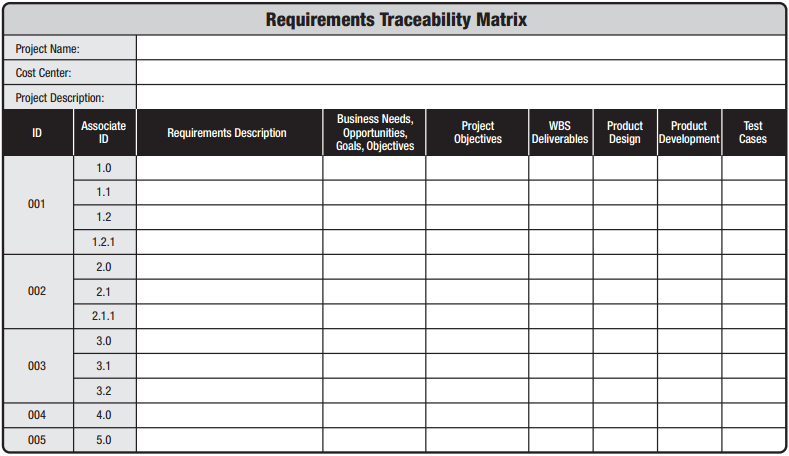 Requirements Traceability Matrix
Project Name:
Cost Center:
Project Description:
ID
Associate
ID
Requirements Description
Business Needs,
Opportunities,
Goals, Objectives
Project
Objectives
WBS
Deliverables
Product
Design
Product
Development
Test
Cases
001
1.0
1.1
1.2
1.2.1
002
2.0
2.1
2.1.1
003
3.0
3.1
3.2
004
4.0
005
5.0